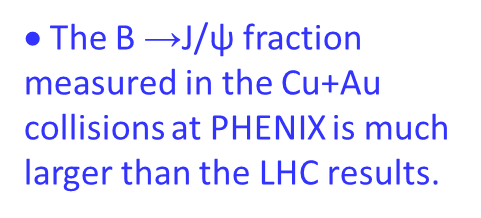 • The B →J/ψ fraction
measured in the Cu+Au
collisions at PHENIX is much
larger than the LHC results.